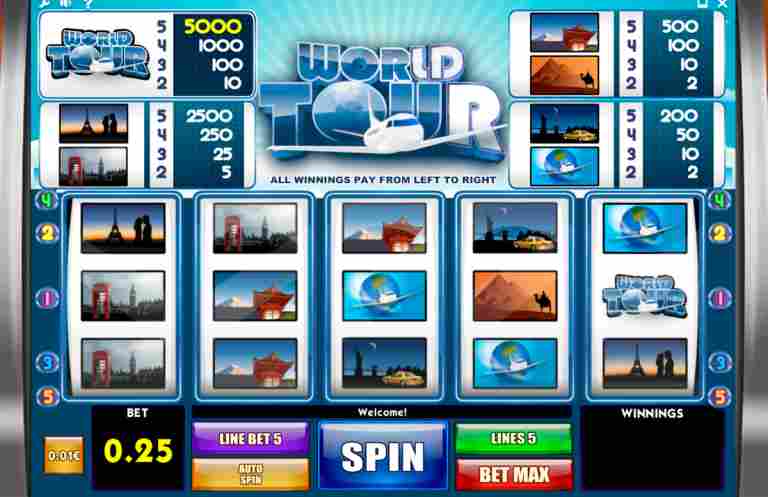 ?
WORLD
TOUR
5 5000
4 1000
3 100
2 10
WORLD
TOUR
5 500
4 100
3 10
2 2
5 2500
4 250
3 25
2 5
5 200
4 50
3 10
2 2
ALL WINNINGS PAY FROM LEFT TO RIGHT
4 4
2 2
1 WORLD
TOUR 1
3 3
5 5
BET
Welcome!
WINNINGS
0.01€
0.25
LINE BET 5
AUTO
SPIN
SPIN
LINES 5
BET MAX